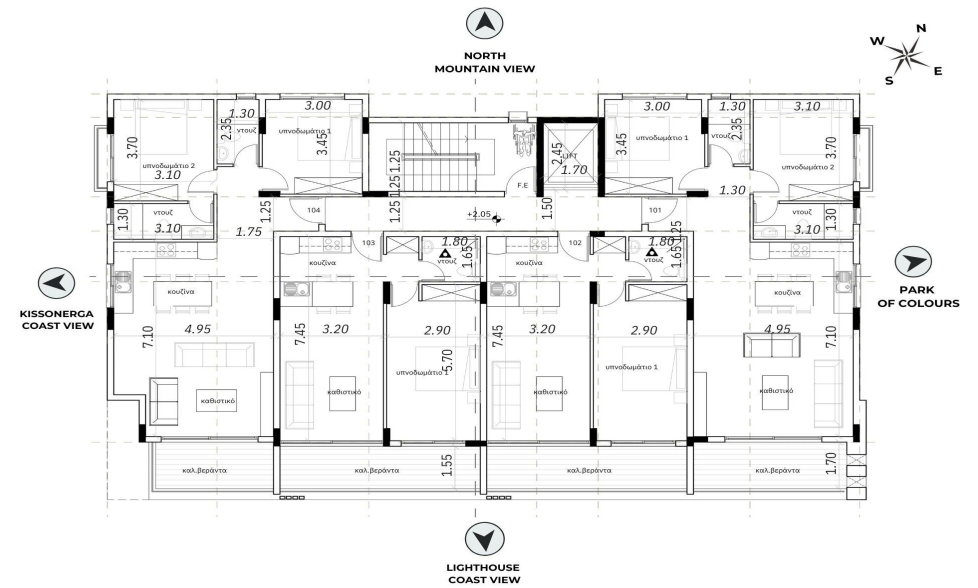 NORTH
MOUNTAIN VIEW
N
W
E
S
1.30
3.00
3.00
1.30
3.10
2.35
ντουζ
υπνοδωμάτιο 1
3.45
3.70
υπνοδωμάτιο 2
3.10
1.25
1.25
2.45
LIFT
1.70
F.E
3.45
υπνοδωμάτιο 1
2.35
ντουζ
3.70
υπνοδωμάτιο 2
1.30
1.30
ντουζ
3.10
1.25
104
1.25
+2.05
1.50
101
1.25
ντουζ
3.10
1.30
1.75
103
1.80
ντουζ
1.65
102
1.80
ντουζ
1.65
κουζίνα
κουζίνα
κουζίνα
κουζίνα
KISSONERGA
COAST VIEW
PARK
OF COLOURS
4.95
7.10
3.20
7.45
2.90
5.70
3.20
7.45
2.90
4.95
7.10
υπνοδωμάτιο 1
υπνοδωμάτιο 1
καθιστικό
καθιστικό
καθιστικό
καθιστικό
καλ.βεράντα
καλ.βεράντα
1.55
καλ.βεράντα
καλ.βεράντα
1.70
LIGHTHOUSE
COAST VIEW